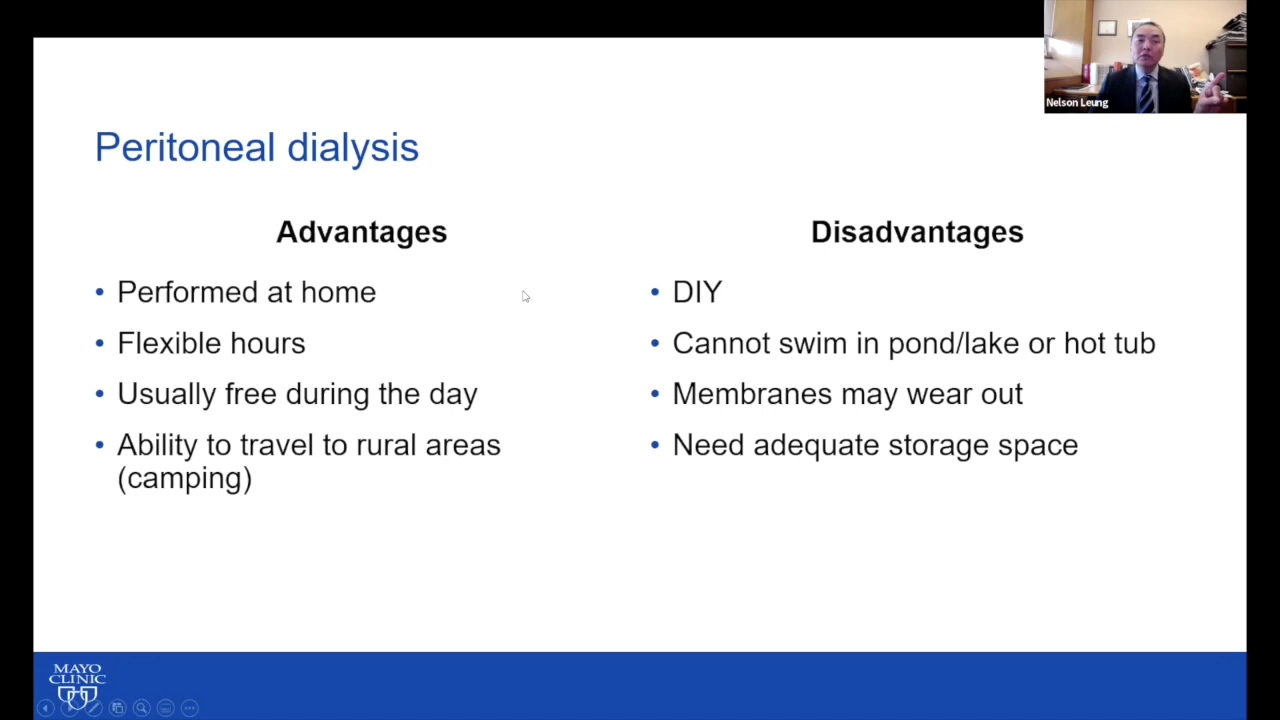 Nelson Leung
Peritoneal dialysis
Advantages
• Performed at home
• Flexible hours
• Usually free during the day
• Ability to travel to rural areas
(camping)
Disadvantages
• DIY
• Cannot swim in pond/lake or hot tub
• Membranes may wear out
• Need adequate storage space
MAYO
CLINIC